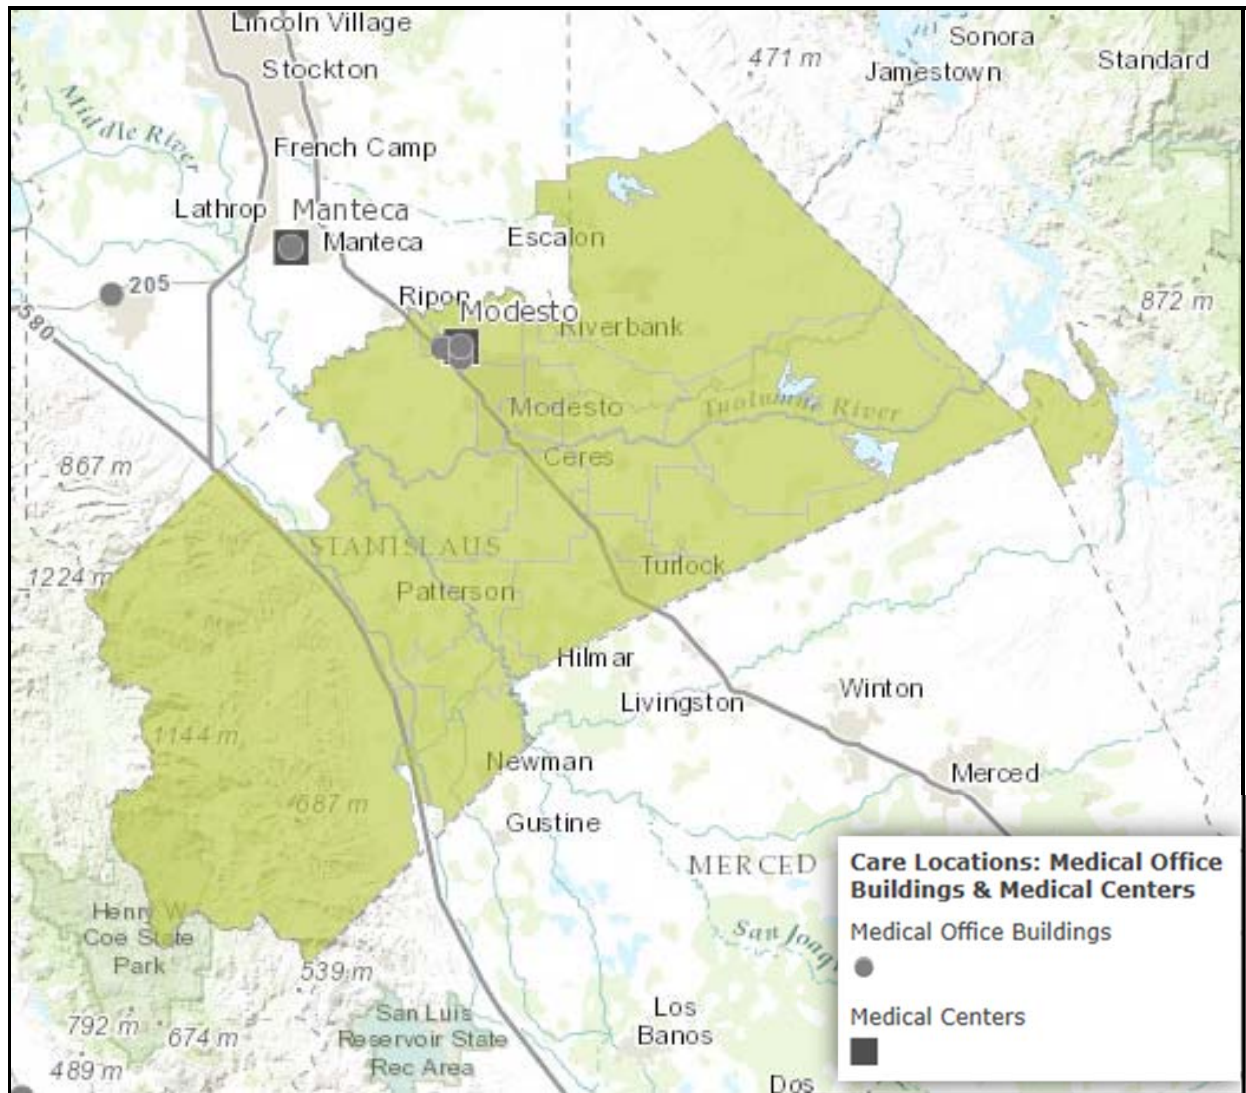 Lincoln Village
Sonora
471 m
Jamestown
Standard
Stockton
Middle River
French Camp
Lathrop
Manteca
Manteca
Escalon
205
Ripon
Modesto
872 m
580
Riverbank
Modesto
Tuolumne River
Ceres
867 m
STANISLAUS
1224 m
Turlock
Patterson
Hilmar
Livingston
Winton
1144 m
Newman
Merced
687 m
Gustine
MERCED
Care Locations: Medical Office
Buildings & Medical Centers
Medical Office Buildings
Medical Centers
Henry W
Coe State
Park
San Joaq
539 m
792 m
674 m
San Luis
Reservoir State
Rec Area
Los
Banos
489 m
Dos